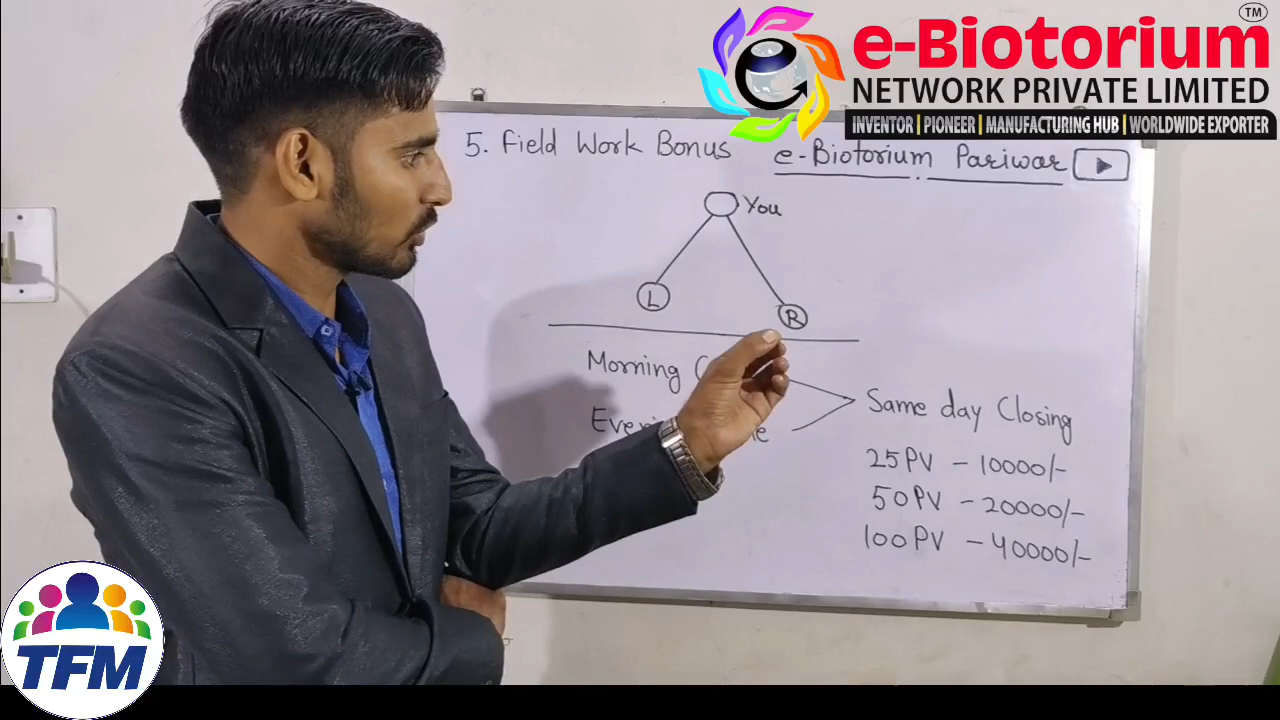 TM
e-Biotorium
NETWORK PRIVATE LIMITED
INVENTOR | PIONEER | MANUFACTURING HUB | WORLDWIDE EXPORTER
5. Field Work Bonus
e-Biotorium Pariwar
You
L
R
Morning
Same day Closing
25PV - 10000/-
50PV - 20000/-
100PV - 40000/-
TFM